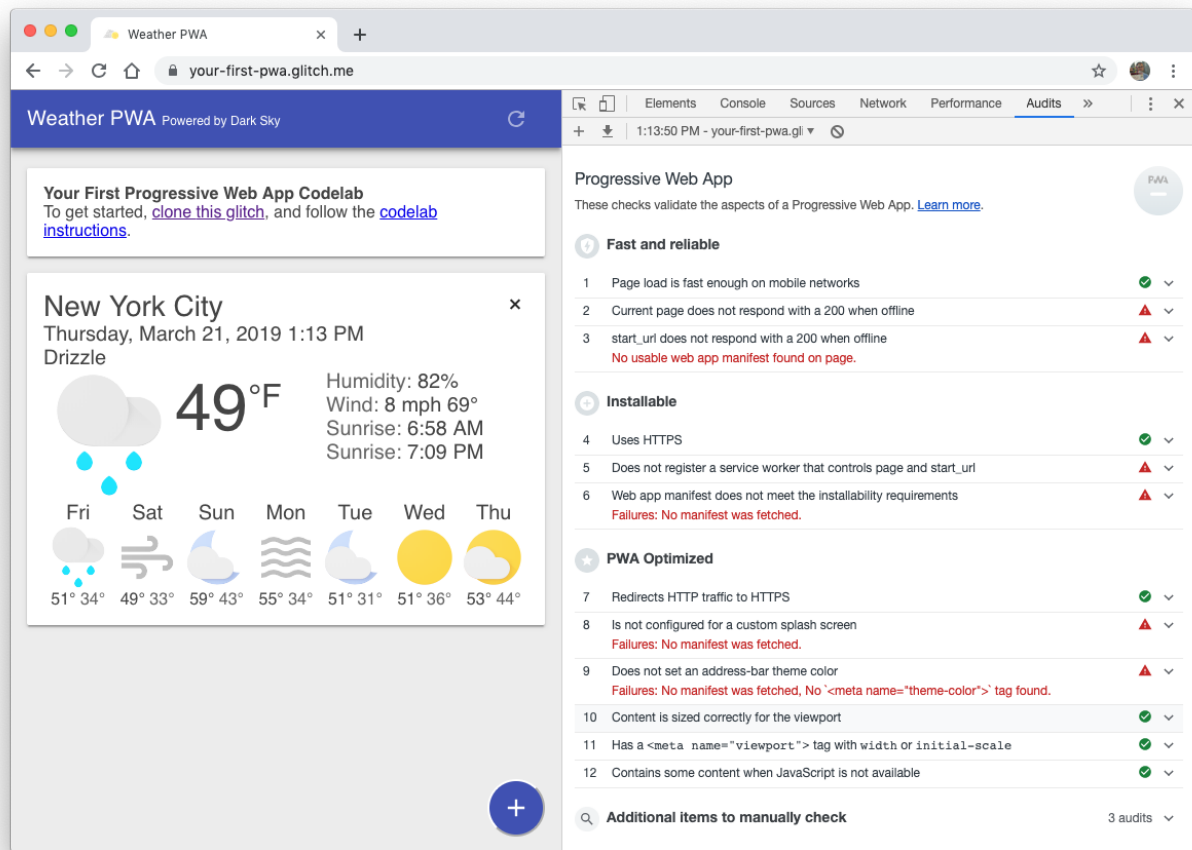 Weather PWA
your-first-pwa.glitch.me
Weather PWA Powered by Dark Sky
Your First Progressive Web App Codelab
To get started, clone this glitch, and follow the codelab
instructions.
New York City
Thursday, March 21, 2019 1:13 PM
Drizzle
49°F
Humidity: 82%
Wind: 8 mph 69°
Sunrise: 6:58 AM
Sunrise: 7:09 PM
Fri Sat Sun Mon Tue Wed Thu
51° 34° 49° 33° 59° 43° 55° 34° 51° 31° 51° 36° 53° 44°
Elements Console Sources Network Performance Audits
1:13:50 PM - your-first-pwa.gl
Progressive Web App
PWA
These checks validate the aspects of a Progressive Web App. Learn more.
Fast and reliable
1 Page load is fast enough on mobile networks
2 Current page does not respond with a 200 when offline
3 start_url does not respond with a 200 when offline
No usable web app manifest found on page.
Installable
4 Uses HTTPS
5 Does not register a service worker that controls page and start_url
6 Web app manifest does not meet the installability requirements
Failures: No manifest was fetched.
PWA Optimized
7 Redirects HTTP traffic to HTTPS
8 Is not configured for a custom splash screen
Failures: No manifest was fetched.
9 Does not set an address-bar theme color
Failures: No manifest was fetched, No `<meta name="theme-color">` tag found.
10 Content is sized correctly for the viewport
11 Has a <meta name="viewport"> tag with width or initial-scale
12 Contains some content when JavaScript is not available
Additional items to manually check 3 audits